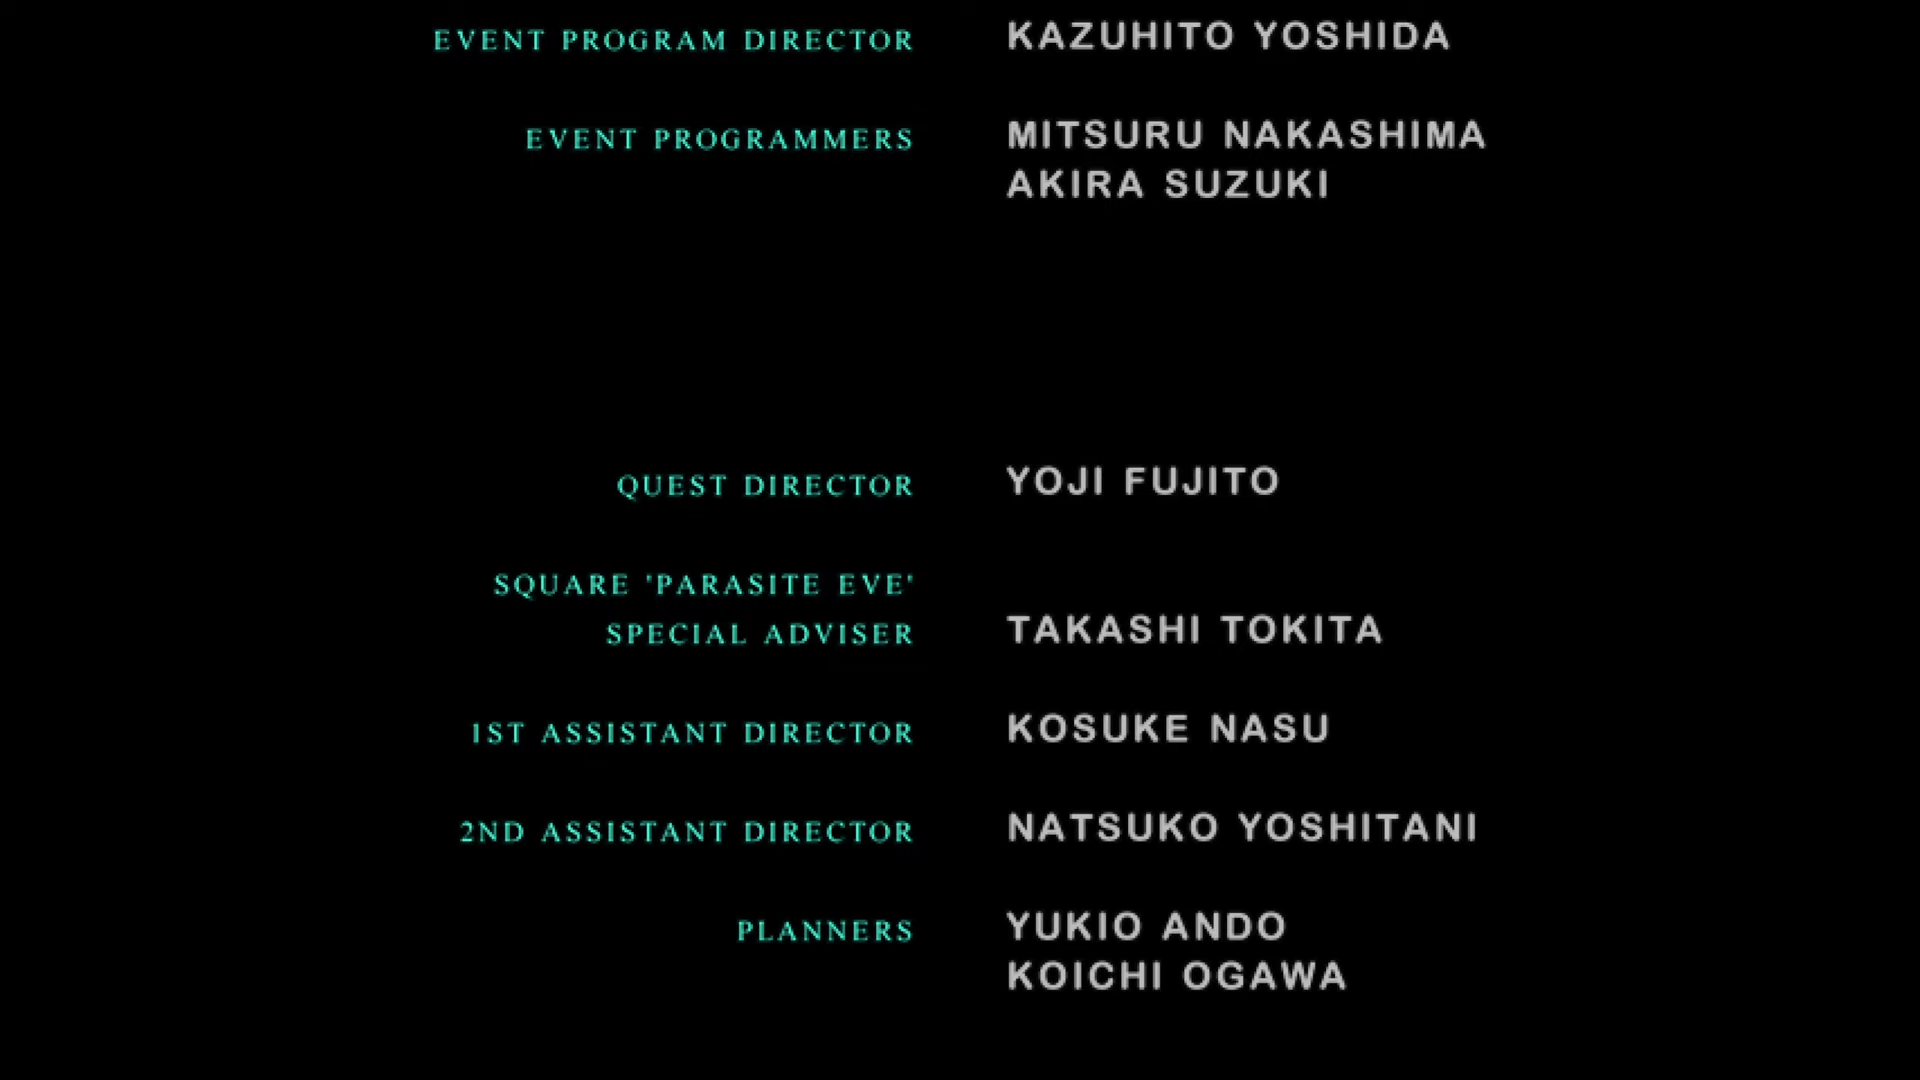 EVENT PROGRAM DIRECTOR KAZUHITO YOSHIDA
EVENT PROGRAMMERS MITSURU NAKASHIMA
AKIRA SUZUKI
QUEST DIRECTOR YOJI FUJITO
SQUARE 'PARASITE EVE'
SPECIAL ADVISER TAKASHI TOKITA
1ST ASSISTANT DIRECTOR KOSUKE NASU
2ND ASSISTANT DIRECTOR NATSUKO YOSHITANI
PLANNERS YUKIO ANDO
KOICHI OGAWA